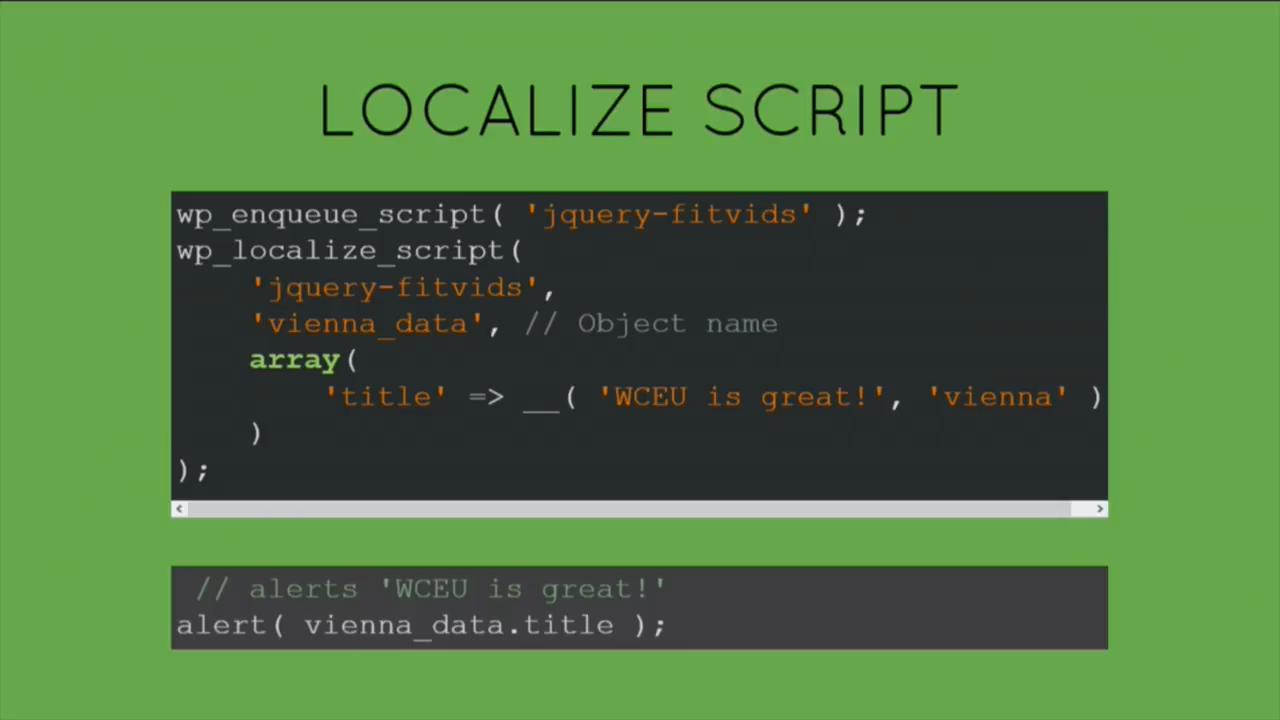 LOCALIZE SCRIPT
wp_enqueue_script( 'jquery-fitvids' );
wp_localize_script(
    'jquery-fitvids',
    'vienna_data', // Object name
    array(
        'title' => __( 'WCEU is great!', 'vienna' )
    )
);
// alerts 'WCEU is great!'
alert( vienna_data.title );